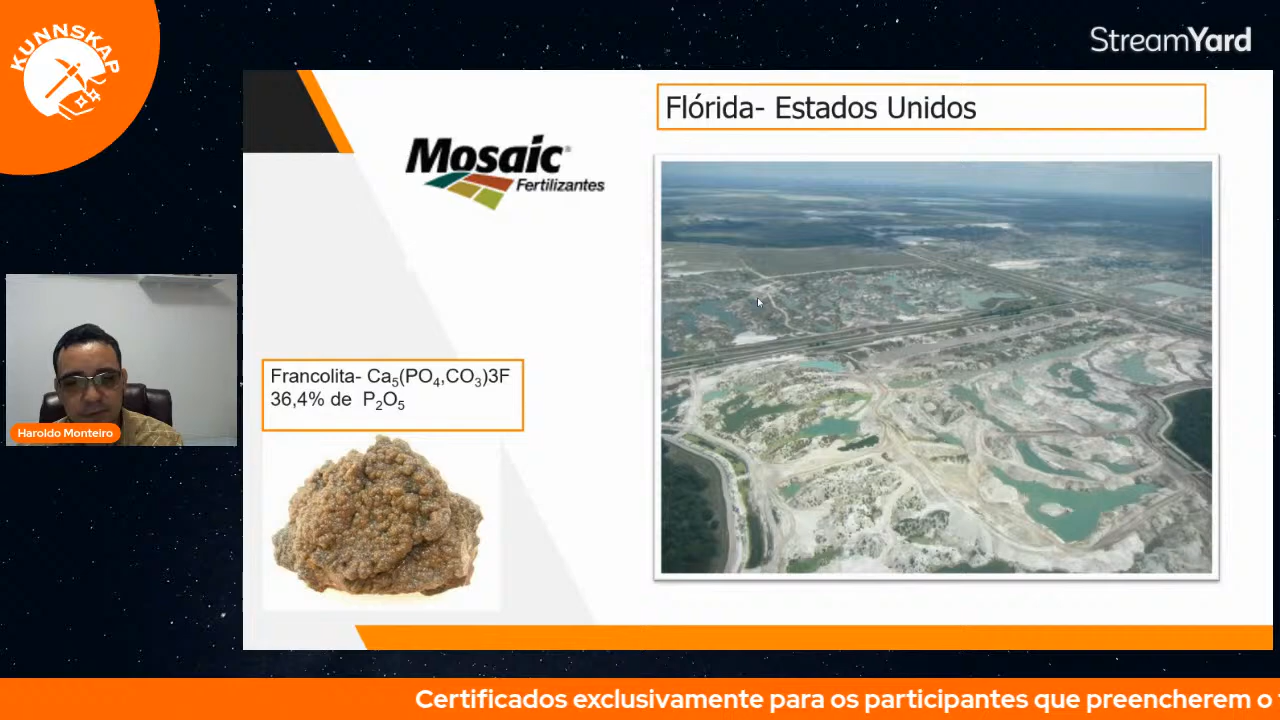 KUNNSKAP
StreamYard
Flórida- Estados Unidos
Mosaic®
Fertilizantes
Francolita- Ca₅(PO₄,CO₃)3F
36,4% de P₂O₅
Haroldo Monteiro
Certificados exclusivamente para os participantes que preencherem o